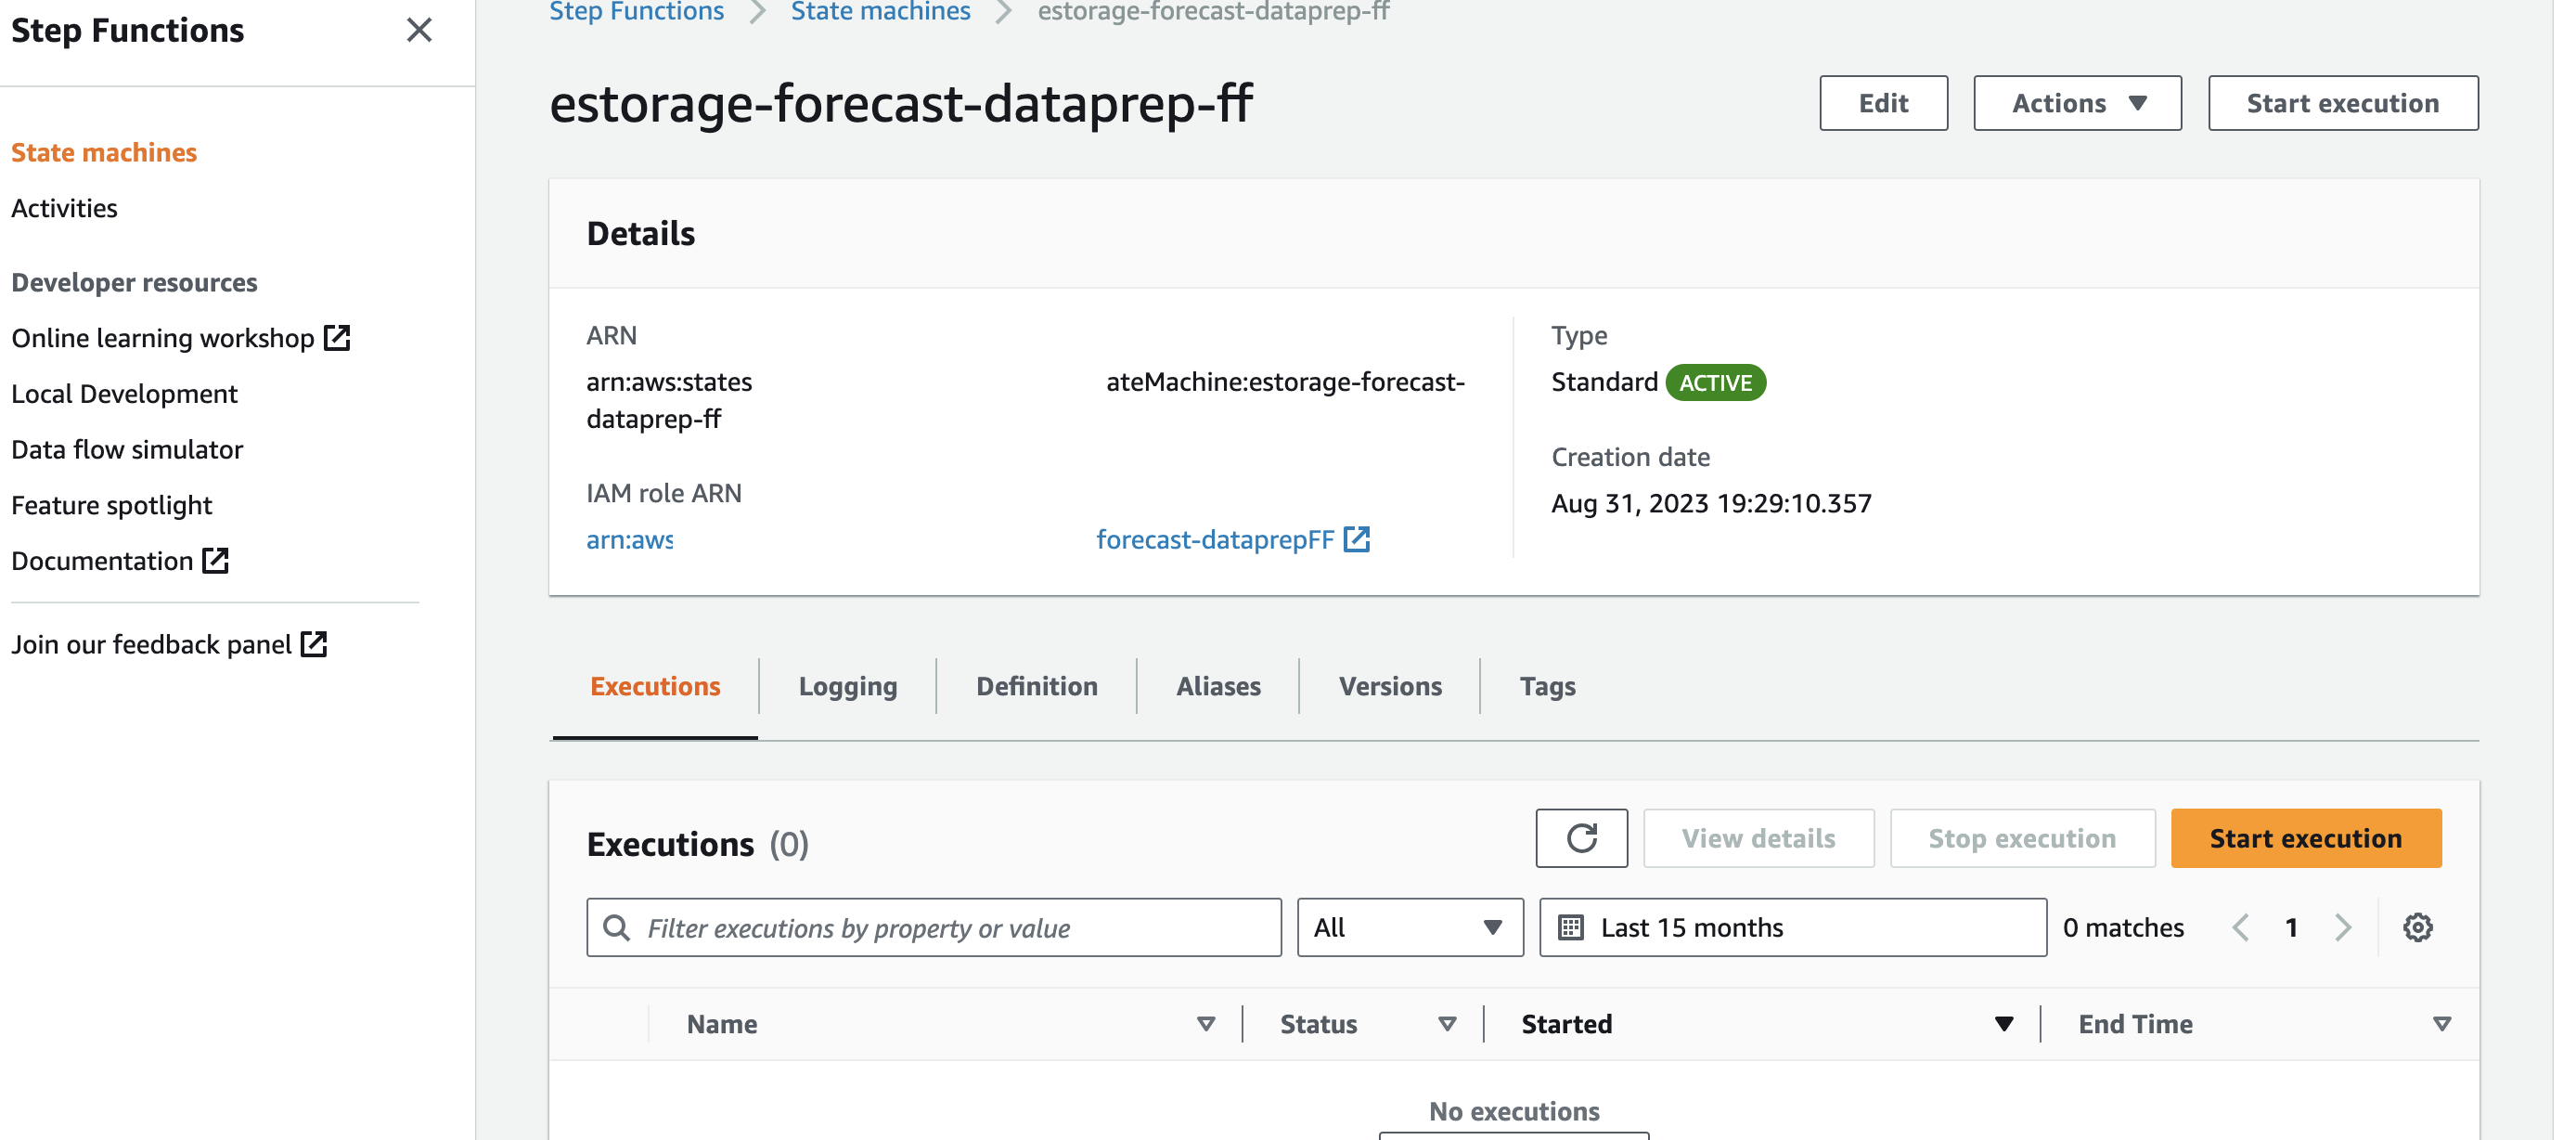 Step Functions
State machines
Activities
Developer resources
Online learning workshop
Local Development
Data flow simulator
Feature spotlight
Documentation
Join our feedback panel
Step Functions State machines estorage-forecast-dataprep-ff
estorage-forecast-dataprep-ff
Edit Actions Start execution
Details
ARN
arn:aws:states ateMachine:estorage-forecast-
dataprep-ff
IAM role ARN
arn:aws forecast-dataprepFF
Type
Standard ACTIVE
Creation date
Aug 31, 2023 19:29:10.357
Executions Logging Definition Aliases Versions Tags
Executions (0) View details Stop execution Start execution
Filter executions by property or value All Last 15 months 0 matches 1
Name Status Started End Time
No executions